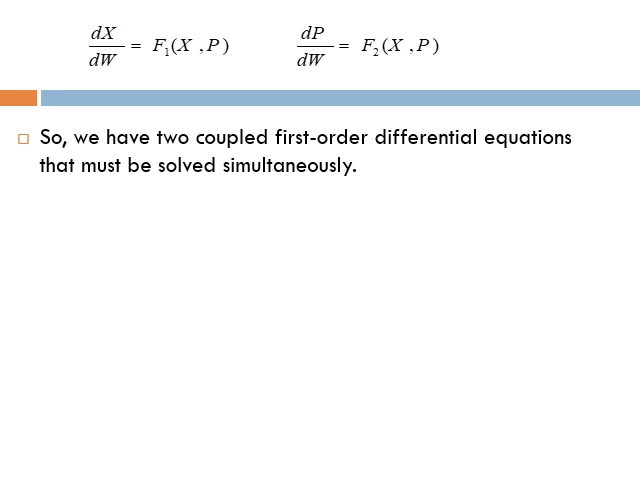 dX/dW = F₁(X ,P) dP/dW = F₂(X ,P)
So, we have two coupled first-order differential equations
that must be solved simultaneously.